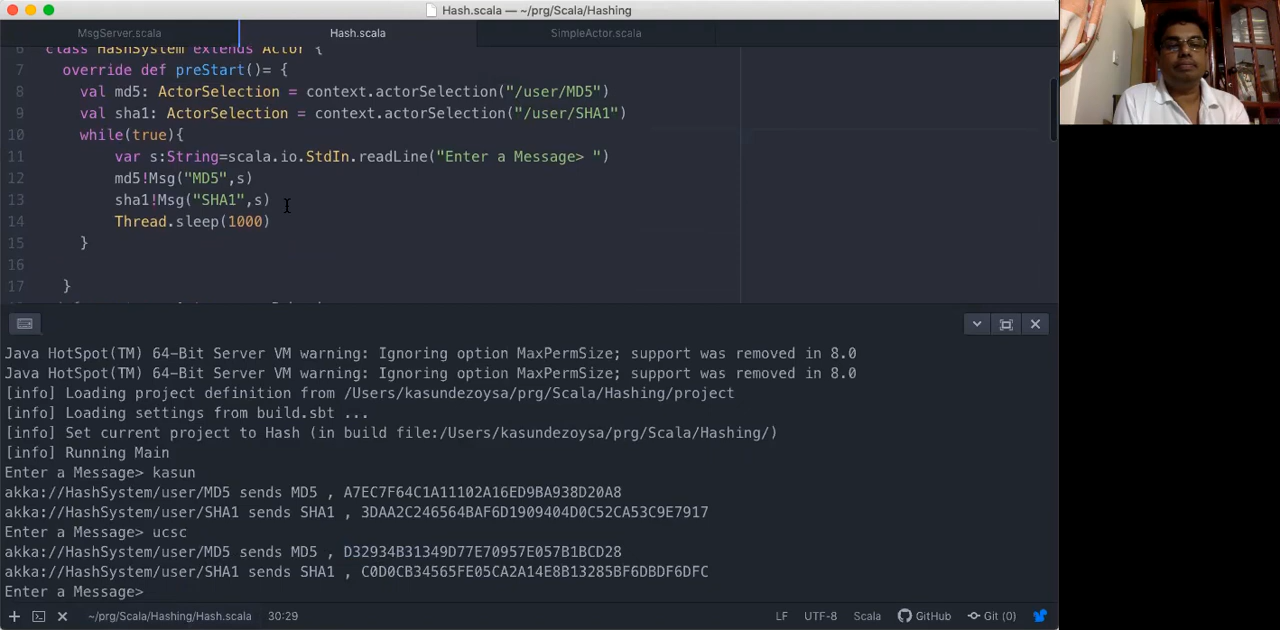 Hash.scala — ~/prg/Scala/Hashing
MsgServer.scala Hash.scala SimpleActor.scala
6 class HashSystem extends Actor {
7 override def preStart()= {
8 val md5: ActorSelection = context.actorSelection("/user/MD5")
9 val sha1: ActorSelection = context.actorSelection("/user/SHA1")
10 while(true){
11 var s:String=scala.io.StdIn.readLine("Enter a Message> ")
12 md5!Msg("MD5",s)
13 sha1!Msg("SHA1",s)
14 Thread.sleep(1000)
15 }
16
17 }
Java HotSpot(TM) 64-Bit Server VM warning: Ignoring option MaxPermSize; support was removed in 8.0
Java HotSpot(TM) 64-Bit Server VM warning: Ignoring option MaxPermSize; support was removed in 8.0
[info] Loading project definition from /Users/kasundezoysa/prg/Scala/Hashing/project
[info] Loading settings from build.sbt ...
[info] Set current project to Hash (in build file:/Users/kasundezoysa/prg/Scala/Hashing/)
[info] Running Main
Enter a Message> kasun
akka://HashSystem/user/MD5 sends MD5 , A7EC7F64C1A11102A16ED9BA938D20A8
akka://HashSystem/user/SHA1 sends SHA1 , 3DAA2C246564BAF6D1909404D0C52CA53C9E7917
Enter a Message> ucsc
akka://HashSystem/user/MD5 sends MD5 , D32934B31349D77E70957E057B1BCD28
akka://HashSystem/user/SHA1 sends SHA1 , C0D0CB34565FE05CA2A14E8B13285BF6DBDF6DFC
Enter a Message>
~/prg/Scala/Hashing/Hash.scala 30:29 LF UTF-8 Scala GitHub Git (0)